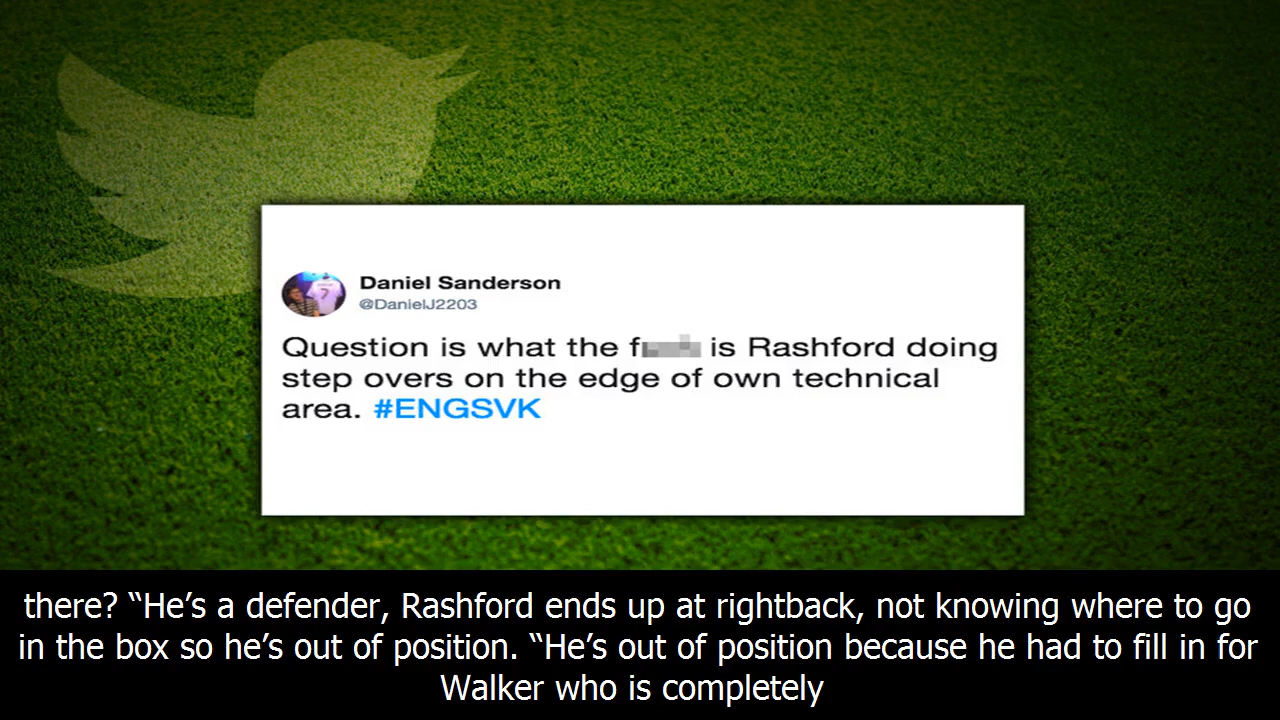 Daniel Sanderson
@DanielJ2203
Question is what the f is Rashford doing
step overs on the edge of own technical
area. #ENGSVK
there? “He’s a defender, Rashford ends up at rightback, not knowing where to go
in the box so he’s out of position. “He’s out of position because he had to fill in for
Walker who is completely